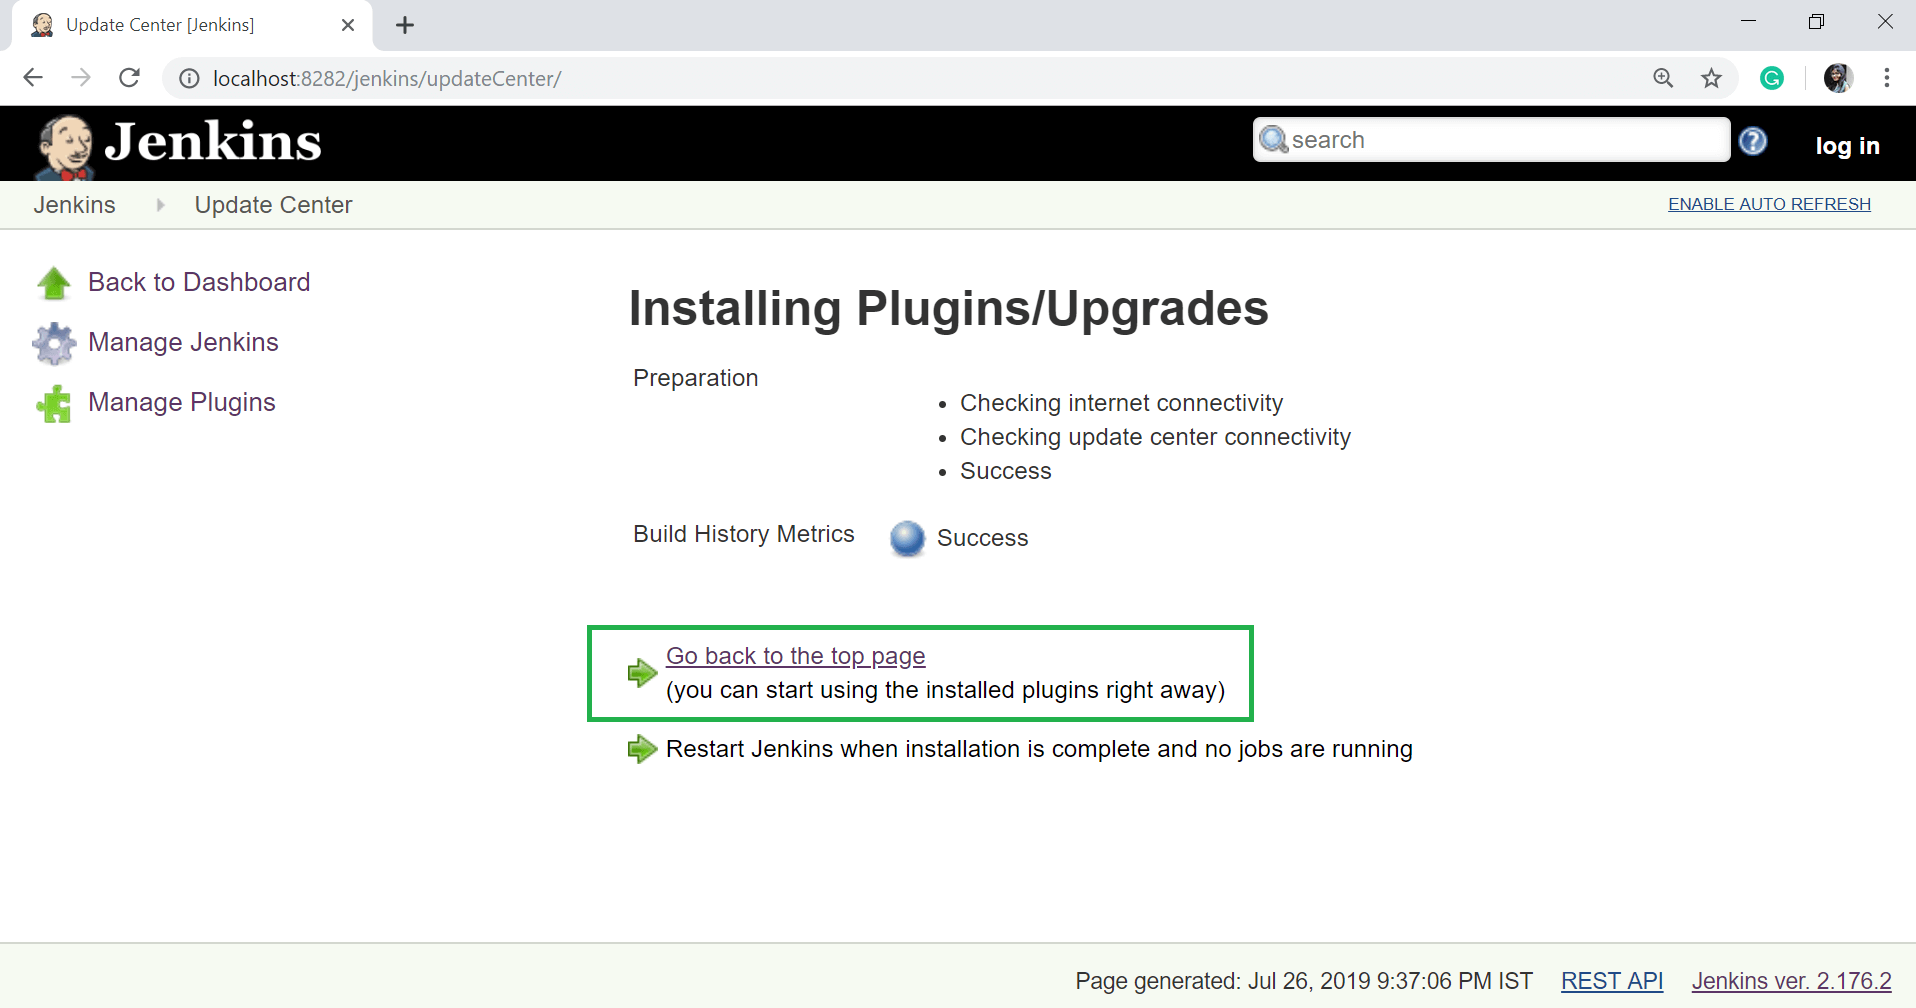 Update Center [Jenkins]
localhost:8282/jenkins/updateCenter/
Jenkins
search
log in
Jenkins Update Center
ENABLE AUTO REFRESH
Back to Dashboard
Manage Jenkins
Manage Plugins
Installing Plugins/Upgrades
Preparation
• Checking internet connectivity
• Checking update center connectivity
• Success
Build History Metrics Success
Go back to the top page
(you can start using the installed plugins right away)
Restart Jenkins when installation is complete and no jobs are running
Page generated: Jul 26, 2019 9:37:06 PM IST REST API Jenkins ver. 2.176.2